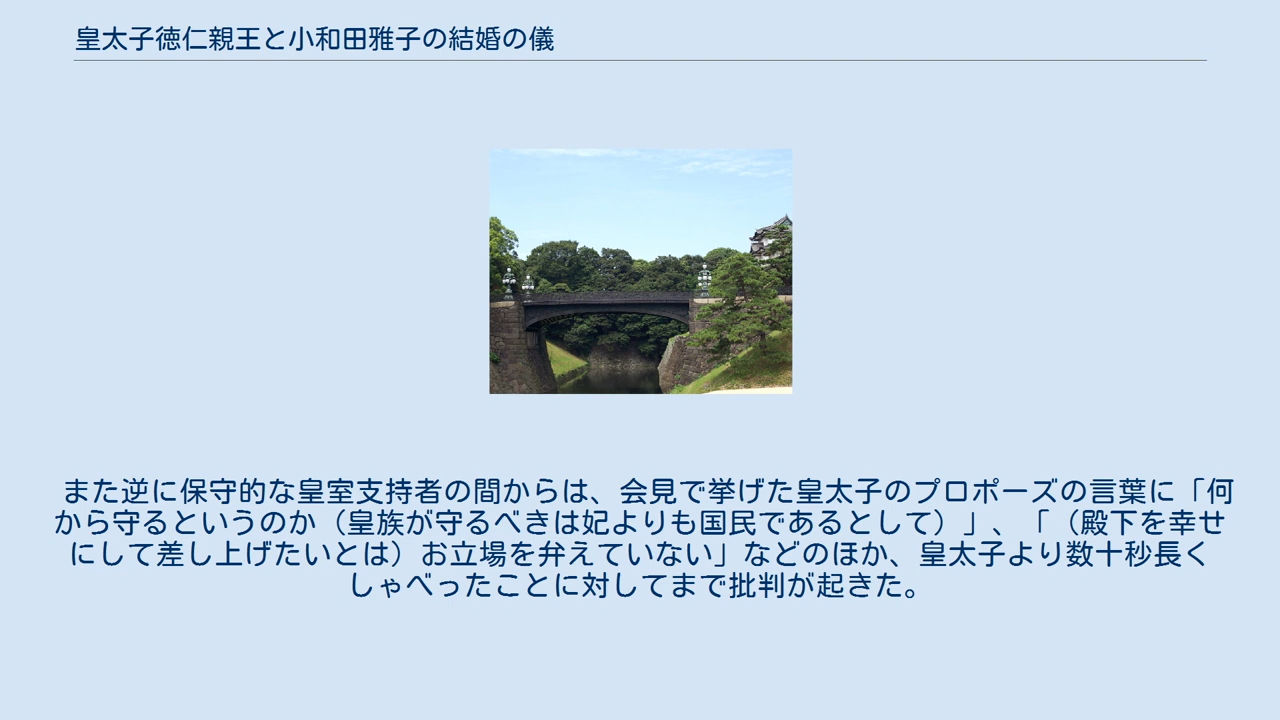 皇太子徳仁親王と小和田雅子の結婚の儀
また逆に保守的な皇室支持者の間からは、会見で挙げた皇太子のプロポーズの言葉に「何
から守るというのか（皇族が守るべきは妃よりも国民であるとして）」、「（殿下を幸せ
にして差し上げたいとは）お立場を弁えていない」などのほか、皇太子より数十秒長く
しゃべったことに対してまで批判が起きた。